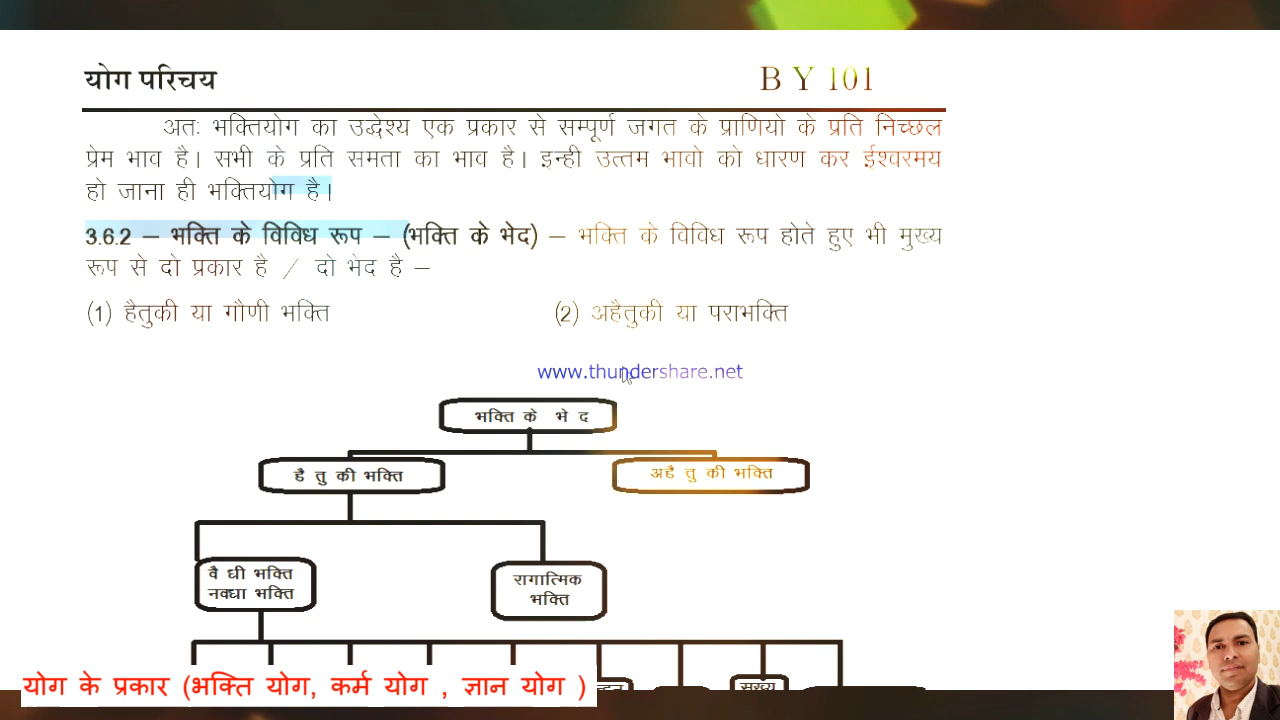 योग परिचय BY 101
अतः भक्तियोग का उद्धेश्य एक प्रकार से सम्पूर्ण जगत के प्राणियो के प्रति निच्छल
प्रेम भाव है। सभी के प्रति समता का भाव है। इन्ही उत्तम भावो को धारण कर ईश्वरमय
हो जाना ही भक्तियोग है।
3.6.2 – भक्ति के विविध रूप – (भक्ति के भेद) – भक्ति के विविध रूप होते हुए भी मुख्य
रूप से दो प्रकार है / दो भेद है –
(1) हैतुकी या गौणी भक्ति (2) अहैतुकी या पराभक्ति
www.thundershare.net
भक्ति के भे द
है तु की भक्ति अहै तु की भक्ति
वै धी भक्ति
नवधा भक्ति
रागात्मिक
भक्ति
सख्य
योग के प्रकार (भक्ति योग, कर्म योग , ज्ञान योग )